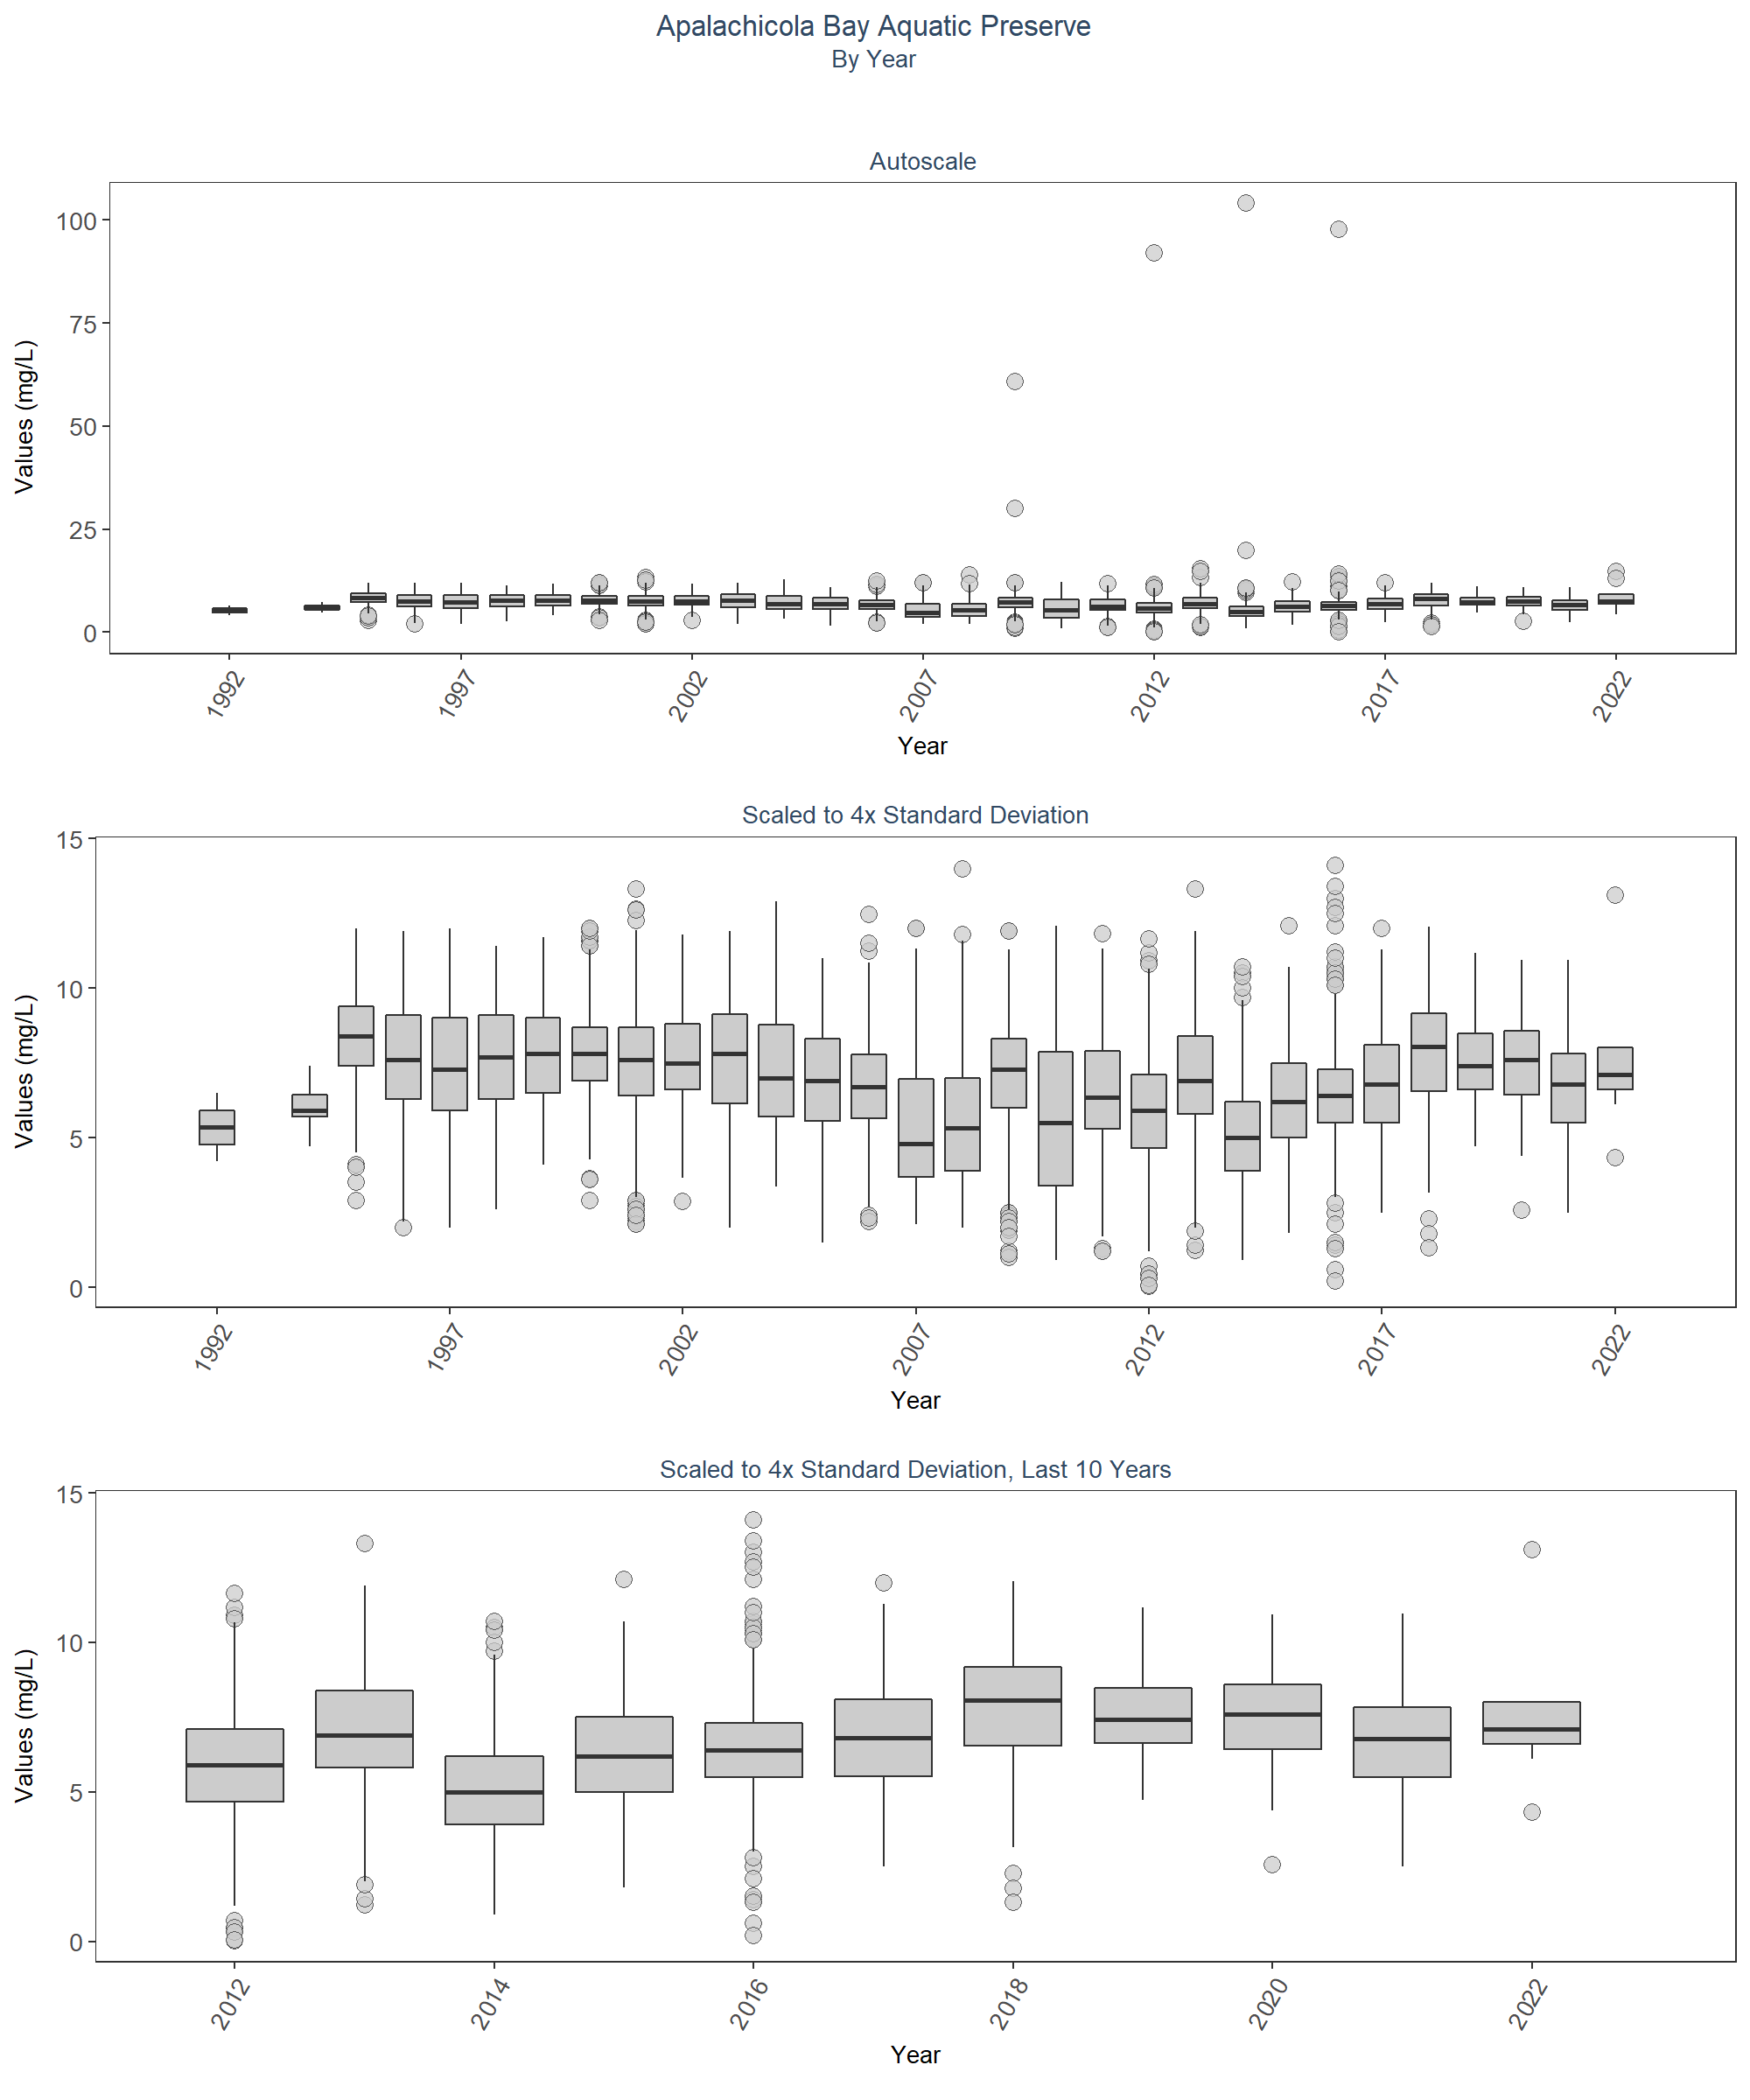 Apalachicola Bay Aquatic Preserve
By Year
Autoscale
Values (mg/L)
100
75
50
25
0
1992 1997 2002 2007 2012 2017 2022
Year
Scaled to 4x Standard Deviation
Values (mg/L)
15
10
5
0
1992 1997 2002 2007 2012 2017 2022
Year
Scaled to 4x Standard Deviation, Last 10 Years
Values (mg/L)
15
10
5
0
2012 2014 2016 2018 2020 2022
Year